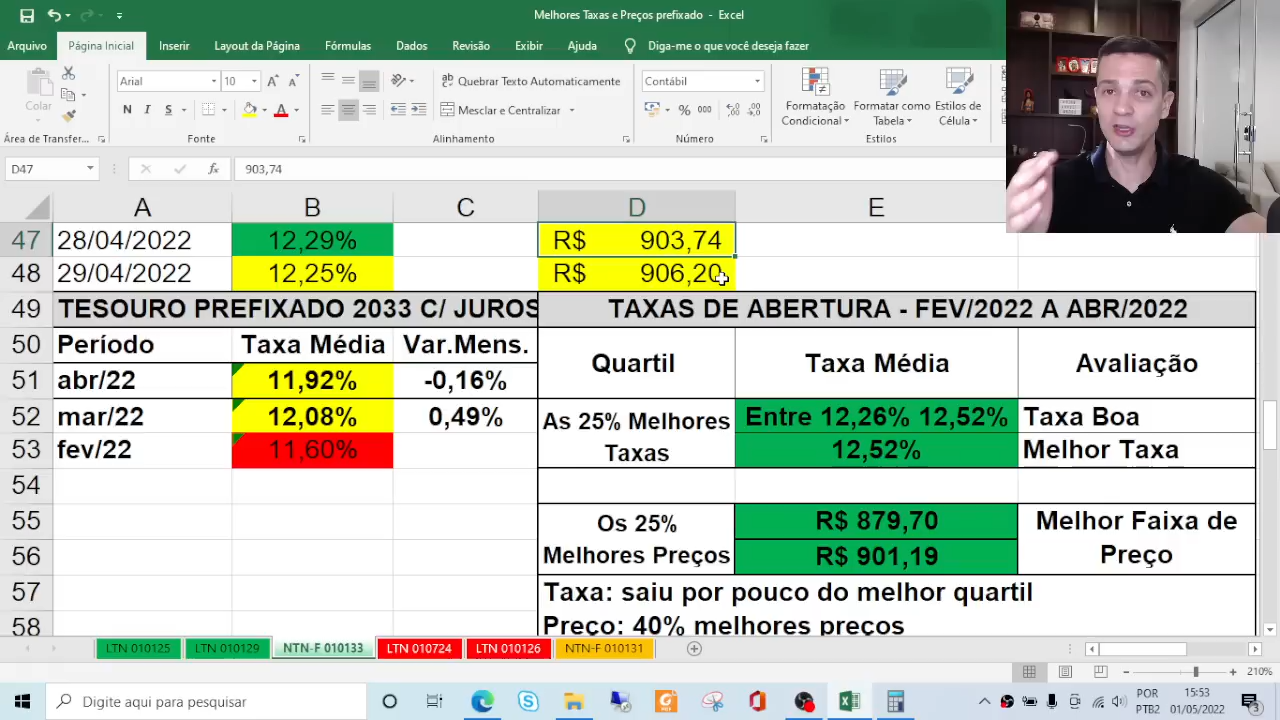 Melhores Taxas e Preços prefixado - Excel
Arquivo Página Inicial Inserir Layout da Página Fórmulas Dados Revisão Exibir Ajuda Diga-me o que você deseja fazer
Colar
Arial 10
Quebrar Texto Automaticamente
Contábil
N I S
Mesclar e Centralizar
% 000
Formatação Condicional
Formatar como Tabela
Estilos de Célula
Área de Transfer... Fonte Alinhamento Número Estilos
D47 fx 903,74
A B C D E
47 28/04/2022 12,29% R$ 903,74
48 29/04/2022 12,25% R$ 906,20
49 TESOURO PREFIXADO 2033 C/ JUROS TAXAS DE ABERTURA - FEV/2022 A ABR/2022
50 Período Taxa Média Var.Mens. Quartil Taxa Média Avaliação
51 abr/22 11,92% -0,16%
52 mar/22 12,08% 0,49% As 25% Melhores Entre 12,26% 12,52% Taxa Boa
53 fev/22 11,60% Taxas 12,52% Melhor Taxa
54
55 Os 25% R$ 879,70 Melhor Faixa de
56 Melhores Preços R$ 901,19 Preço
57 Taxa: saiu por pouco do melhor quartil
58 Preço: 40% melhores preços
LTN 010125 LTN 010129 NTN-F 010133 LTN 010724 LTN 010126 NTN-F 010131
210%
Digite aqui para pesquisar
POR 15:53
PTB2 01/05/2022
3